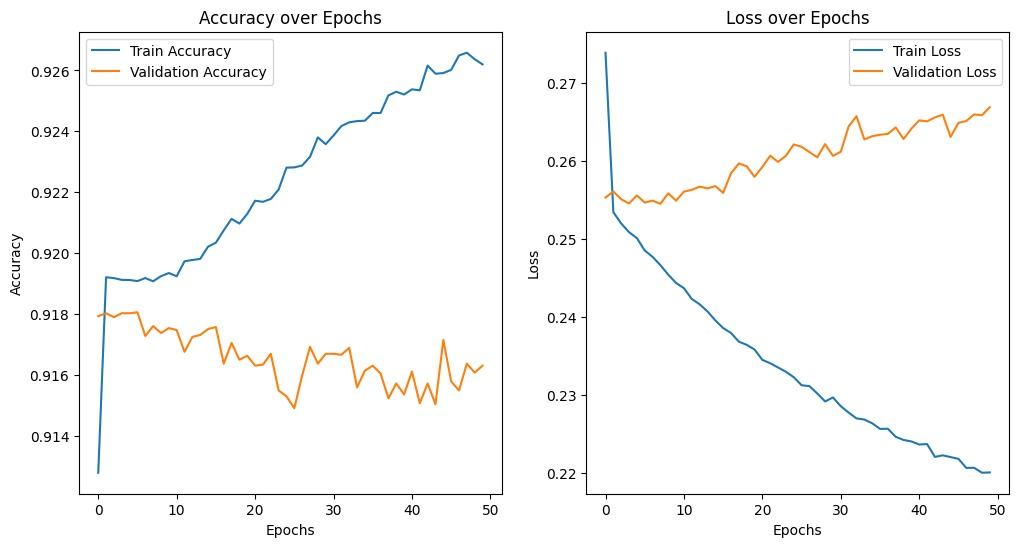 Accuracy over Epochs
Train Accuracy
Validation Accuracy
0.926
0.924
0.922
0.920
0.918
0.916
0.914
Accuracy
0 10 20 30 40 50
Epochs
Loss over Epochs
Train Loss
Validation Loss
0.27
0.26
0.25
0.24
0.23
0.22
Loss
0 10 20 30 40 50
Epochs